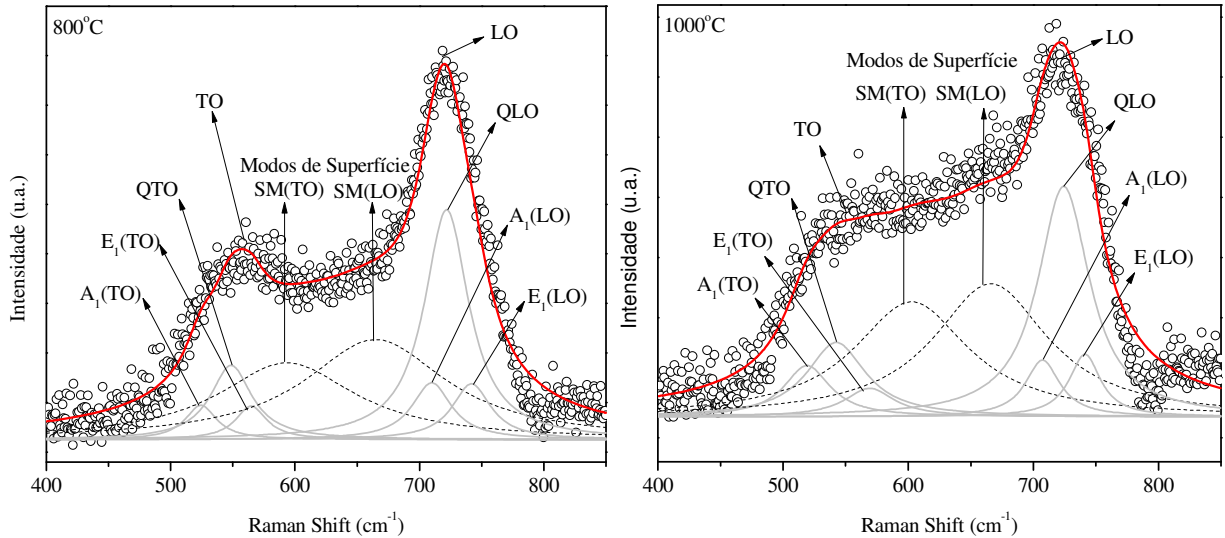 800°C
LO
TO
QLO
Modos de Superfície
SM(TO) SM(LO)
QTO
E₁(TO)
A₁(TO)
A₁(LO)
E₁(LO)
Intensidade (u.a.)
400 500 600 700 800
Raman Shift (cm⁻¹)
1000°C
LO
Modos de Superfície
SM(TO) SM(LO)
QLO
TO
QTO
A₁(LO)
E₁(TO)
E₁(LO)
A₁(TO)
Intensidade (u.a.)
400 500 600 700 800
Raman Shift (cm⁻¹)